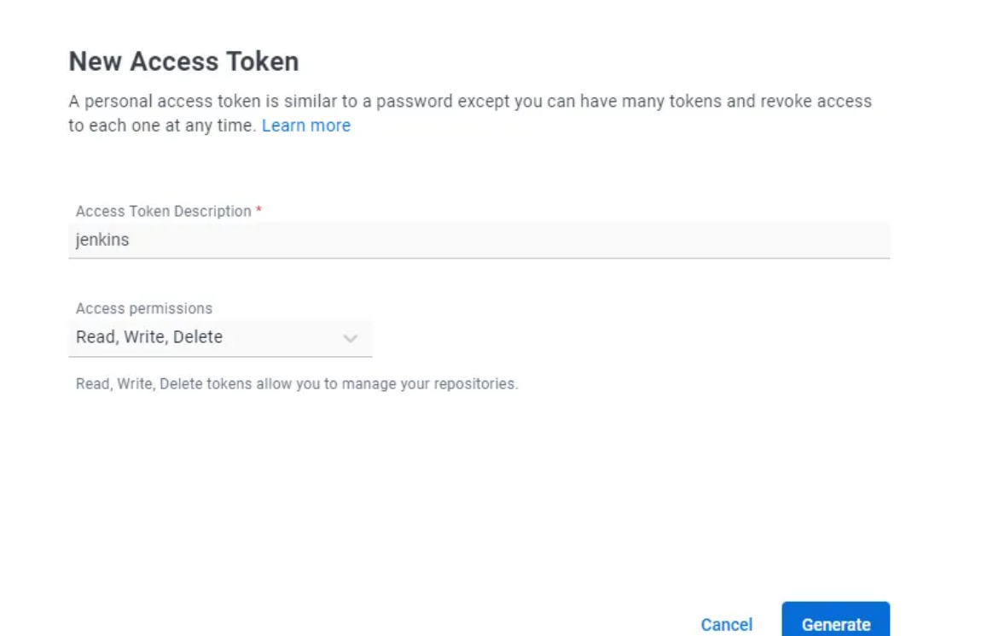 New Access Token
A personal access token is similar to a password except you can have many tokens and revoke access
to each one at any time. Learn more
Access Token Description *
jenkins
Access permissions
Read, Write, Delete
Read, Write, Delete tokens allow you to manage your repositories.
Cancel Generate